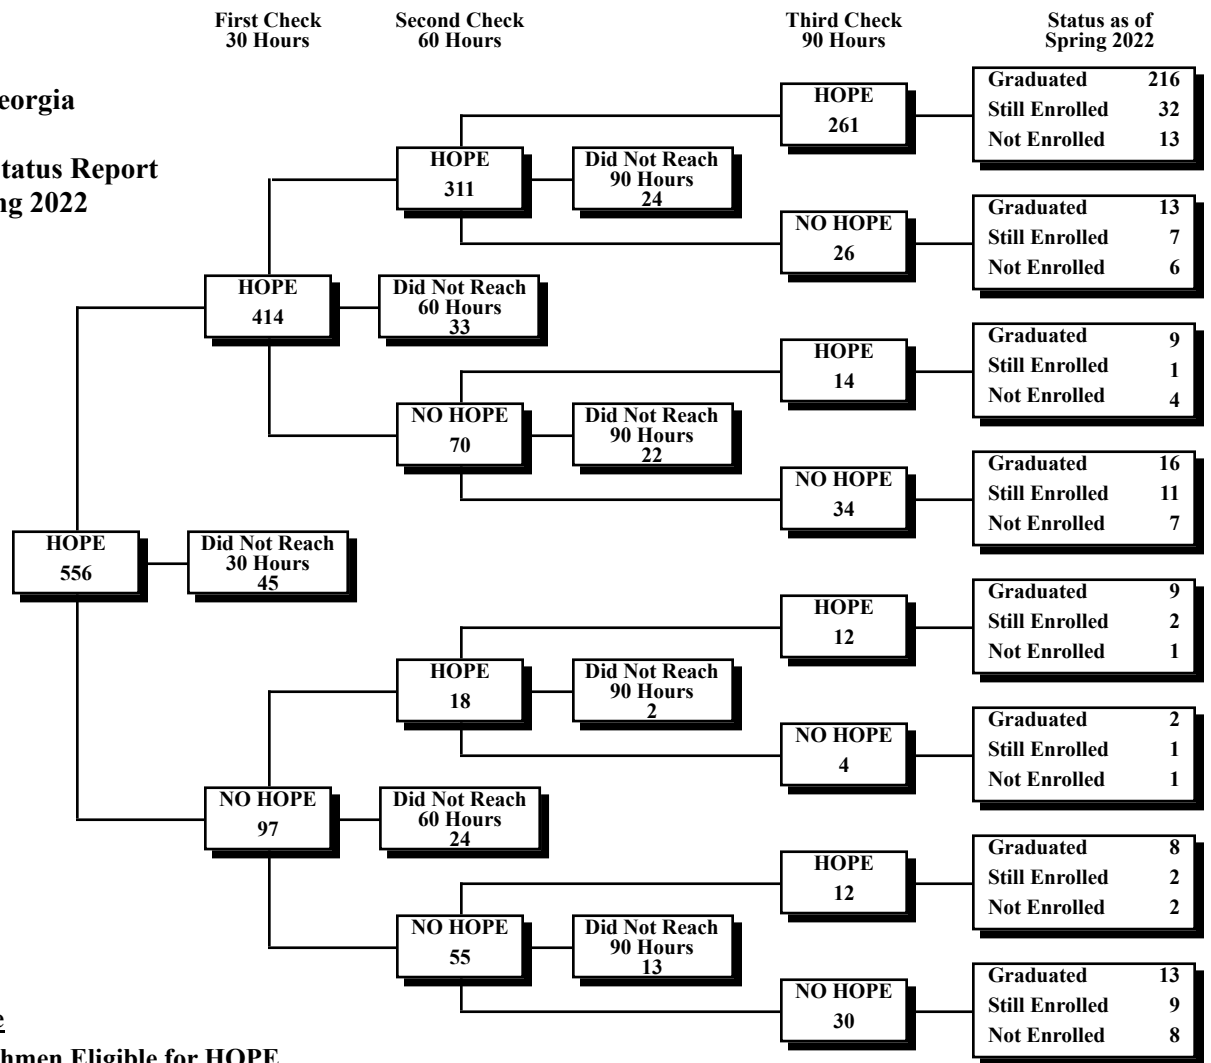 First Check
30 Hours
Second Check
60 Hours
Third Check
90 Hours
Status as of
Spring 2022
Report
2022
HOPE
556
Did Not Reach
30 Hours
45
HOPE
414
Did Not Reach
60 Hours
33
HOPE
311
Did Not Reach
90 Hours
24
HOPE
261
Graduated 216
Still Enrolled 32
Not Enrolled 13
NO HOPE
26
Graduated 13
Still Enrolled 7
Not Enrolled 6
NO HOPE
70
Did Not Reach
90 Hours
22
HOPE
14
Graduated 9
Still Enrolled 1
Not Enrolled 4
NO HOPE
34
Graduated 16
Still Enrolled 11
Not Enrolled 7
NO HOPE
97
Did Not Reach
60 Hours
24
HOPE
18
Did Not Reach
90 Hours
2
HOPE
12
Graduated 9
Still Enrolled 2
Not Enrolled 1
NO HOPE
4
Graduated 2
Still Enrolled 1
Not Enrolled 1
NO HOPE
55
Did Not Reach
90 Hours
13
HOPE
12
Graduated 8
Still Enrolled 2
Not Enrolled 2
NO HOPE
30
Graduated 13
Still Enrolled 9
Not Enrolled 8
Eligible for HOPE